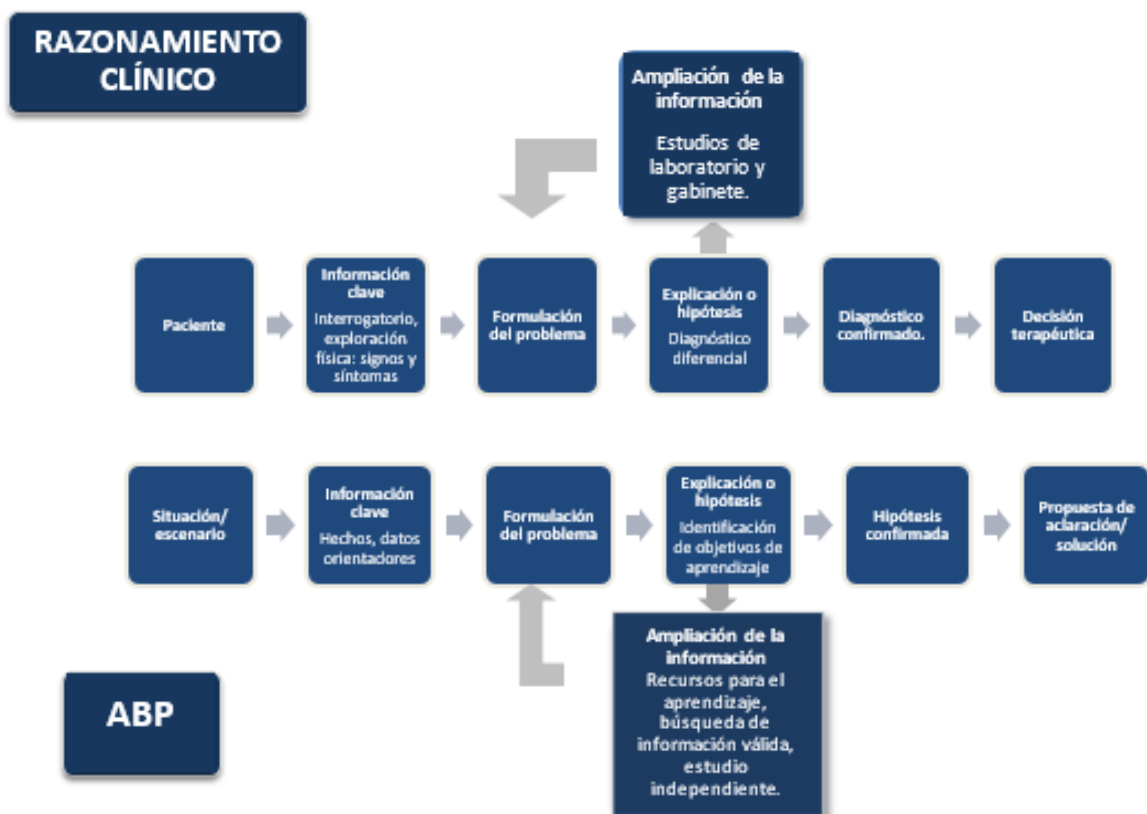 RAZONAMIENTO
CLÍNICO
Ampliación de la
información
Estudios de
laboratorio y
gabinete.
Paciente
Información
clave
Interrogatorio,
exploración
física: signos y
síntomas
Formulación
del problema
Explicación o
hipótesis
Diagnóstico
diferencial
Diagnóstico
confirmado.
Decisión
terapéutica
Situación/
escenario
Información
clave
Hechos, datos
orientadores
Formulación
del problema
Explicación o
hipótesis
Identificación
de objetivos de
aprendizaje
Hipótesis
confirmada
Propuesta de
aclaración/
solución
Ampliación de la
información
Recursos para el
aprendizaje,
búsqueda de
información válida,
estudio
independiente.
ABP